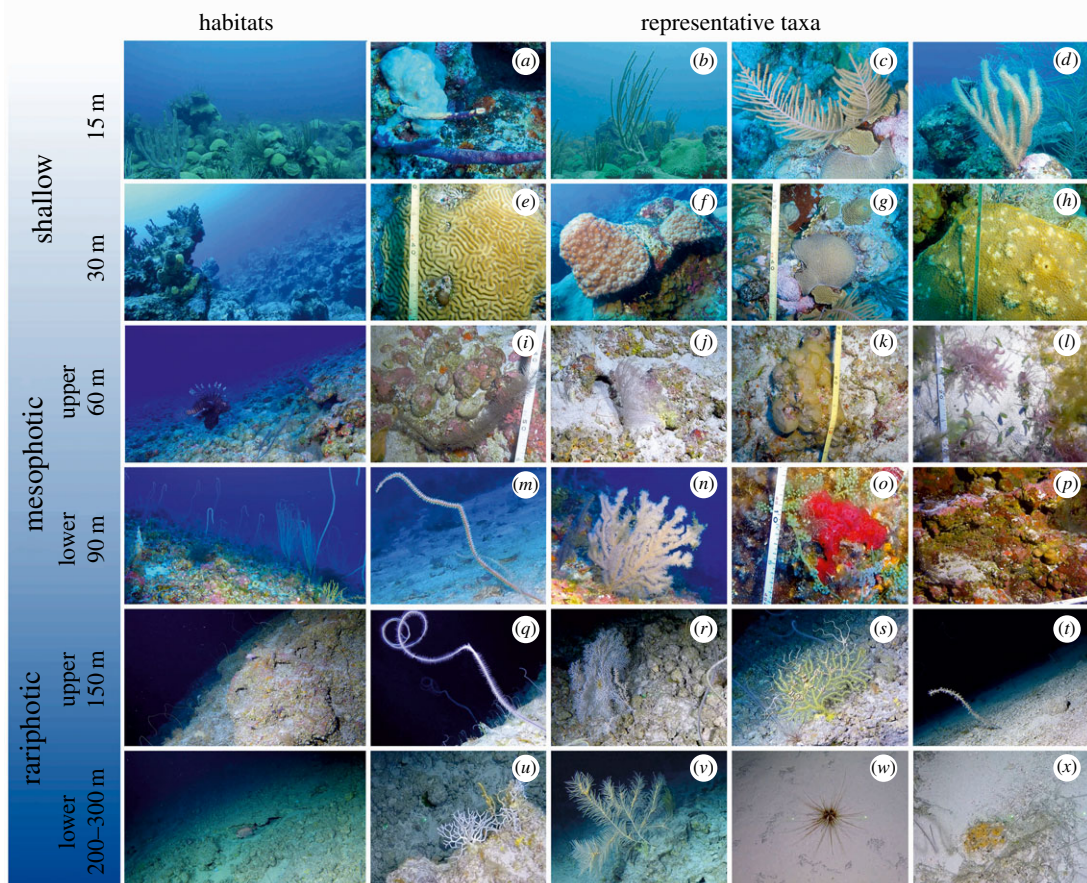 habitats
representative taxa
shallow
15 m
(a)
(b)
(c)
(d)
30 m
(e)
(f)
(g)
(h)
mesophotic
upper
60 m
(i)
(j)
(k)
(l)
lower
90 m
(m)
(n)
(o)
(p)
rariphotic
upper
150 m
(q)
(r)
(s)
(t)
lower
200–300 m
(u)
(v)
(w)
(x)